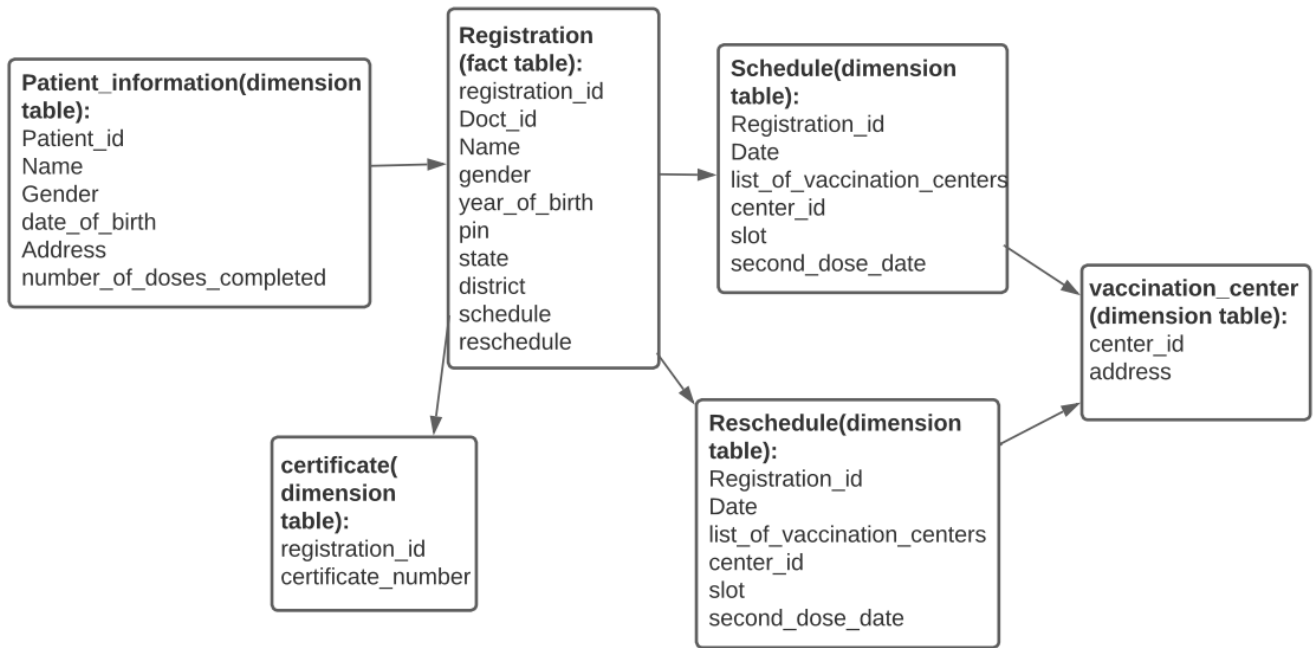 Patient_information(dimension
table):
Patient_id
Name
Gender
date_of_birth
Address
number_of_doses_completed
Registration
(fact table):
registration_id
Doct_id
Name
gender
year_of_birth
pin
state
district
schedule
reschedule
Schedule(dimension
table):
Registration_id
Date
list_of_vaccination_centers
center_id
slot
second_dose_date
vaccination_center
(dimension table):
center_id
address
certificate(
dimension
table):
registration_id
certificate_number
Reschedule(dimension
table):
Registration_id
Date
list_of_vaccination_centers
center_id
slot
second_dose_date